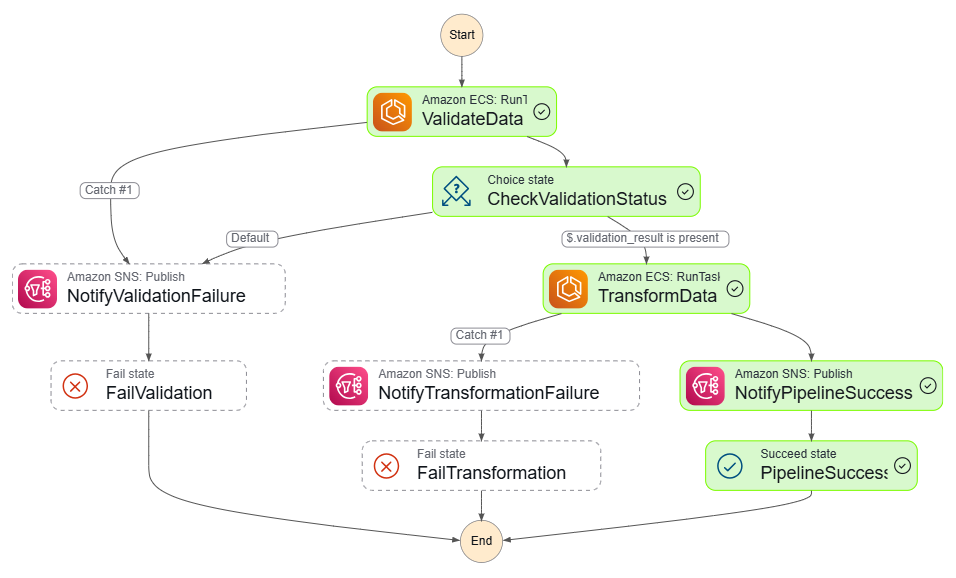 Start
Amazon ECS: RunT
ValidateData
Catch #1
Choice state
CheckValidationStatus
Default
$.validation_result is present
Amazon SNS: Publish
NotifyValidationFailure
Amazon ECS: RunTask
TransformData
Catch #1
Fail state
FailValidation
Amazon SNS: Publish
NotifyTransformationFailure
Amazon SNS: Publish
NotifyPipelineSuccess
Fail state
FailTransformation
Succeed state
PipelineSuccess
End